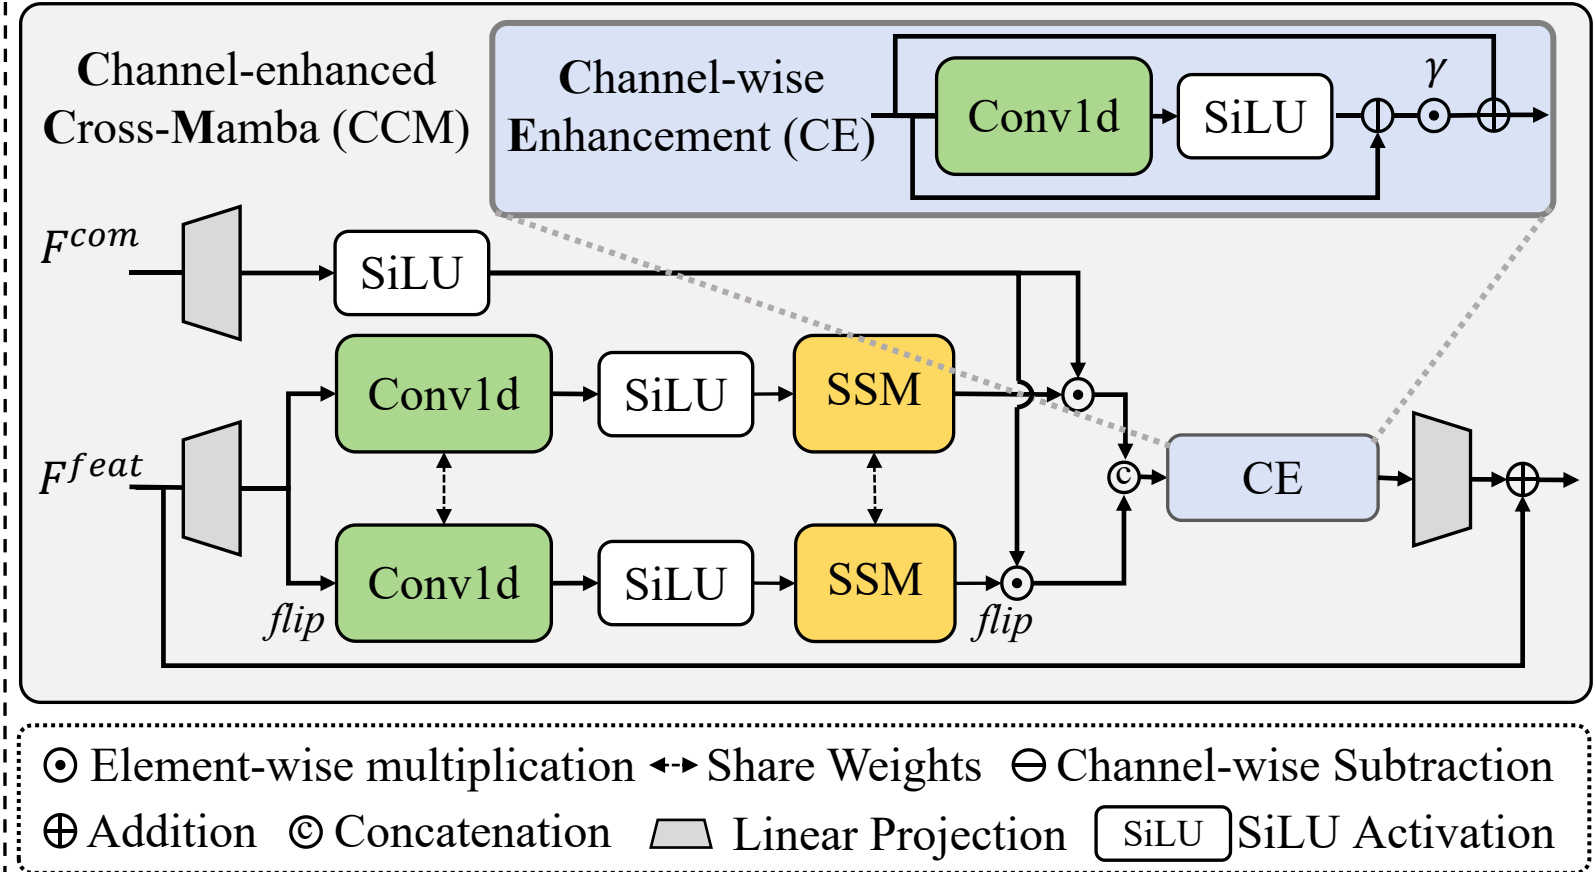 Channel-enhanced
Cross-Mamba (CCM)
Channel-wise
Enhancement (CE)
Conv1d
SiLU
γ
F^com
SiLU
Conv1d
SiLU
SSM
F^feat
c
CE
Conv1d
SiLU
SSM
flip
flip
Element-wise multiplication
Share Weights
Channel-wise Subtraction
Addition
c Concatenation
Linear Projection
SiLU
SiLU Activation